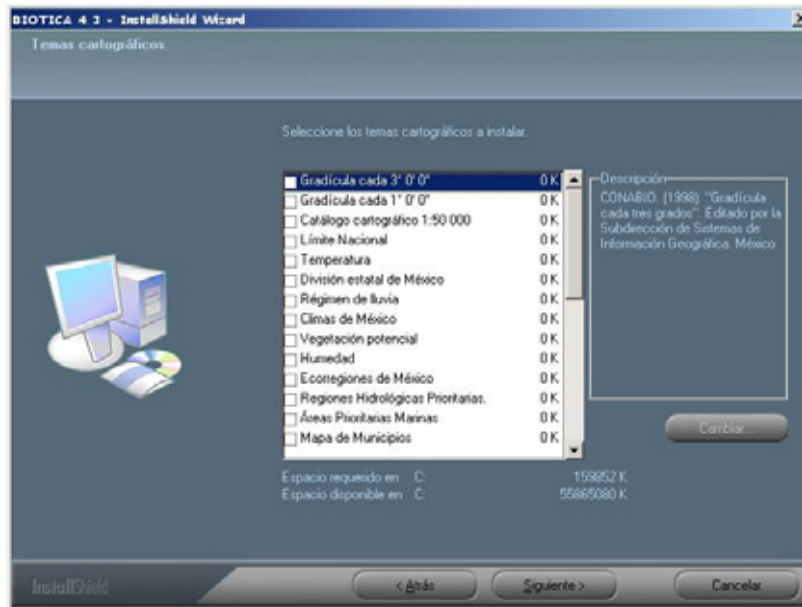 BIOTICA 4.3 - InstallShield Wizard
Temas cartográficos.
Seleccione los temas cartográficos a instalar.
Gradícula cada 3° 0' 0" 0 K
Gradícula cada 1° 0' 0" 0 K
Catálogo cartográfico 1:50 000 0 K
Límite Nacional 0 K
Temperatura 0 K
División estatal de México 0 K
Régimen de lluvia 0 K
Climas de México 0 K
Vegetación potencial 0 K
Humedad 0 K
Ecorregiones de México 0 K
Regiones Hidrológicas Prioritarias. 0 K
Áreas Prioritarias Marinas 0 K
Mapa de Municipios 0 K
Descripción
CONABIO. (1998). "Gradícula
cada tres grados". Editado por la
Subdirección de Sistemas de
Información Geográfica. México
Cambiar...
Espacio requerido en C: 159852 K
Espacio disponible en C: 55865080 K
InstallShield
< Atrás
Siguiente >
Cancelar